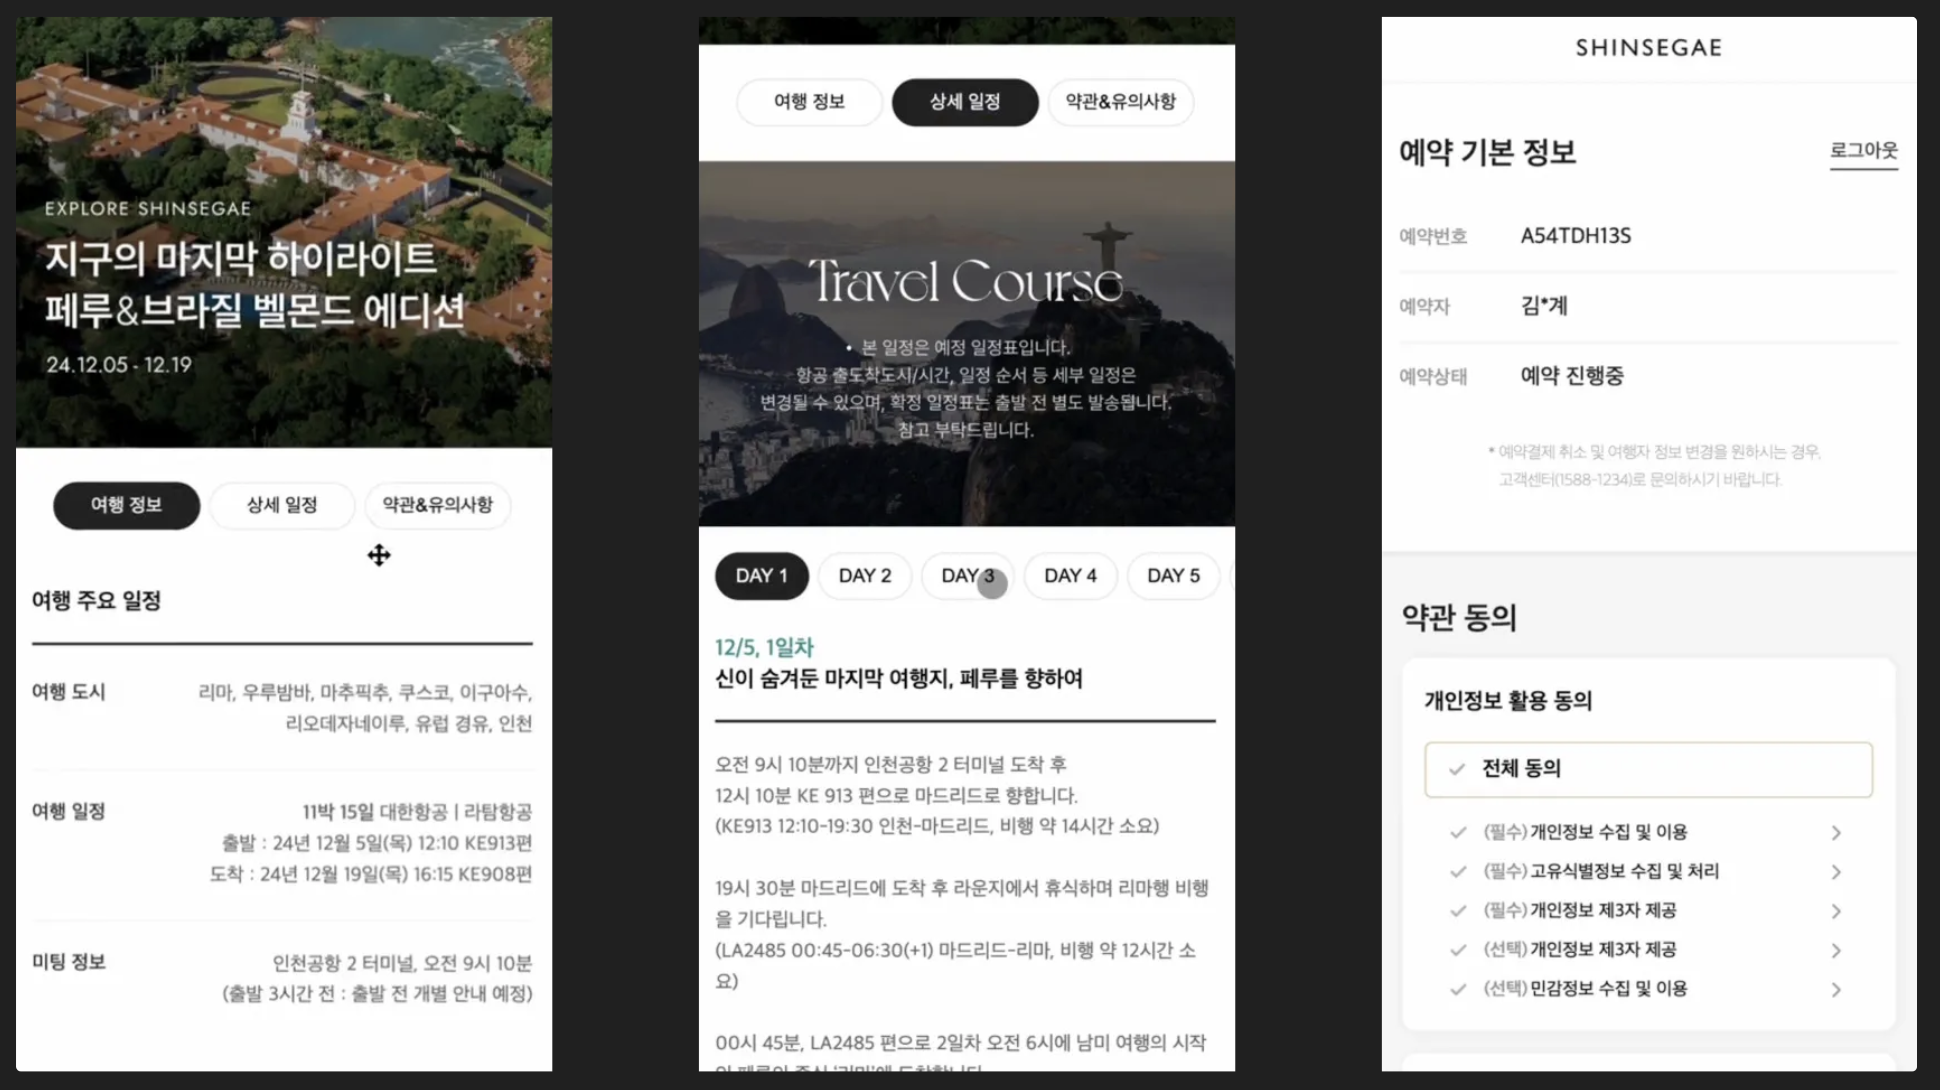 EXPLORE SHINSEGAE
지구의 마지막 하이라이트
페루&브라질 벨몬드 에디션
24.12.05 - 12.19
여행 정보
상세 일정
약관&유의사항
여행 주요 일정
여행 도시
리마, 우루밤바, 마추픽추, 쿠스코, 이구아수,
리오데자네이루, 유럽 경유, 인천
여행 일정
11박 15일 대한항공 | 라탐항공
출발 : 24년 12월 5일(목) 12:10 KE913편
도착 : 24년 12월 19일(목) 16:15 KE908편
미팅 정보
인천공항 2 터미널, 오전 9시 10분
(출발 3시간 전 : 출발 전 개별 안내 예정)
여행 정보
상세 일정
약관&유의사항
Travel Course
• 본 일정은 예정 일정표입니다.
항공 출도착도시/시간, 일정 순서 등 세부 일정은
변경될 수 있으며, 확정 일정표는 출발 전 별도 발송됩니다.
참고 부탁드립니다.
DAY 1
DAY 2
DAY 3
DAY 4
DAY 5
12/5, 1일차
신이 숨겨둔 마지막 여행지, 페루를 향하여
오전 9시 10분까지 인천공항 2 터미널 도착 후
12시 10분 KE 913 편으로 마드리드로 향합니다.
(KE913 12:10-19:30 인천-마드리드, 비행 약 14시간 소요)
19시 30분 마드리드에 도착 후 라운지에서 휴식하며 리마행 비행
을 기다립니다.
(LA2485 00:45-06:30(+1) 마드리드-리마, 비행 약 12시간 소
요)
00시 45분, LA2485 편으로 2일차 오전 6시에 남미 여행의 시작
SHINSEGAE
예약 기본 정보
로그아웃
예약번호
A54TDH13S
예약자
김*계
예약상태
예약 진행중
* 예약결제 취소 및 여행자 정보 변경을 원하시는 경우,
고객센터(1588-1234)로 문의하시기 바랍니다.
약관 동의
개인정보 활용 동의
전체 동의
(필수) 개인정보 수집 및 이용
(필수) 고유식별정보 수집 및 처리
(필수) 개인정보 제3자 제공
(선택) 개인정보 제3자 제공
(선택) 민감정보 수집 및 이용